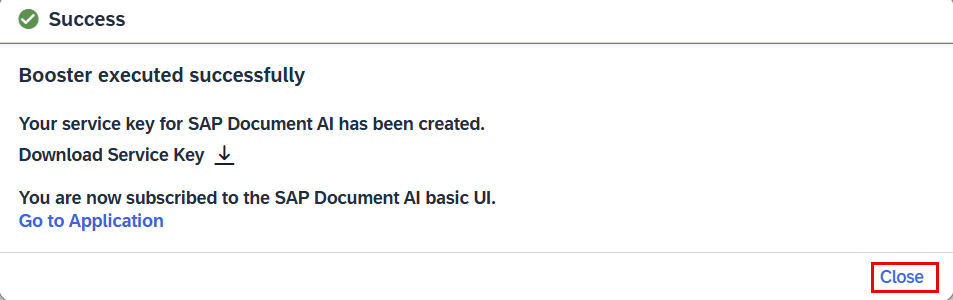 Success
Booster executed successfully
Your service key for SAP Document AI has been created.
Download Service Key
You are now subscribed to the SAP Document AI basic UI.
Go to Application
Close